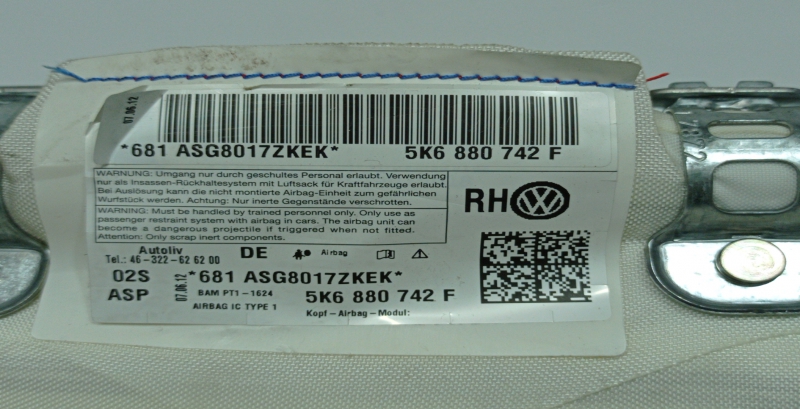 07.06.12
*681 ASG8017ZKEK* 5K6 880 742 F
WARNUNG: Umgang nur durch geschultes Personal erlaubt. Verwendung
nur als Insassen-Rückhaltesystem mit Luftsack für Kraftfahrzeuge erlaubt.
Bei Auslösung kann die nicht montierte Airbag-Einheit zum gefährlichen
Wurfstück werden. Achtung: Nur inerte Gegenstände verschrotten.
WARNING: Must be handled by trained personnel only. Only use as
passenger restraint system with airbag in cars. The airbag unit can
become a dangerous projectile if triggered when not fitted.
Attention: Only scrap inert components.
RH
Autoliv DE Airbag
Tel.: 46-322-62 62 00
02S 07.06.12 *681 ASG8017ZKEK*
ASP BAM PT1-1624 5K6 880 742 F
AIRBAG IC TYPE 1 Kopf-Airbag-Modul: